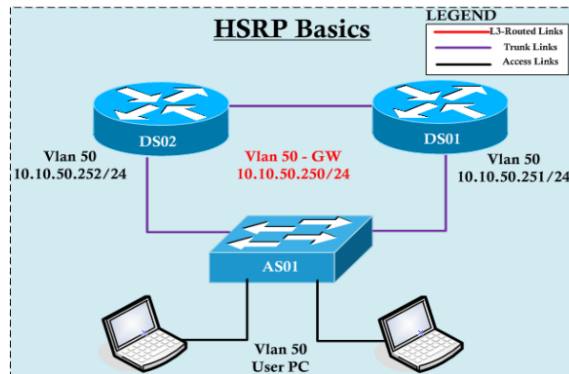 HSRP Basics
LEGEND
L3-Routed Links
Trunk Links
Access Links
DS02
DS01
Vlan 50
10.10.50.252/24
Vlan 50 - GW
10.10.50.250/24
Vlan 50
10.10.50.251/24
AS01
Vlan 50
User PC